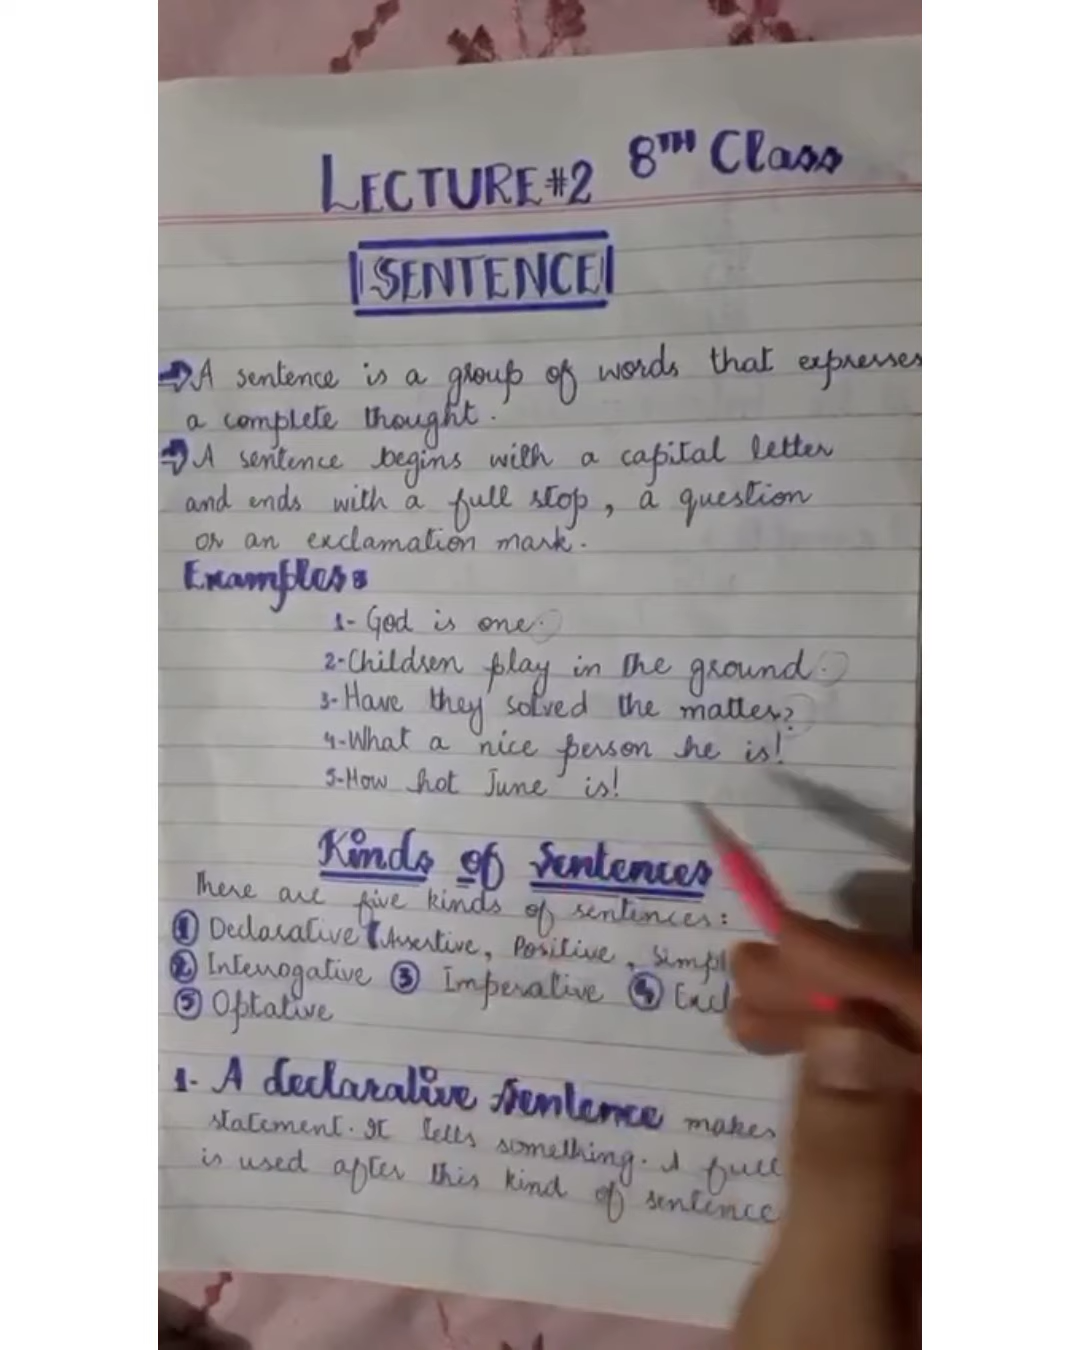 8TH Class
LECTURE#2
SENTENCE
A sentence is a group of words that expresses
a complete thought.
A sentence begins with a capital letter
and ends with a full stop, a question
or an exclamation mark.
Examples:
1- God is one.
2-Children play in the ground.
3-Have they solved the matter?
4-What a nice person he is!
5-How hot June is!
Kinds of Sentences
There are five kinds of sentences:
① Declarative (Assertive, Positive, Simpl
② Interrogative ③ Imperative ④ Excl
⑤ Optative
1- A declarative Sentence makes
statement. It tells something. A full
is used after this kind of sentence